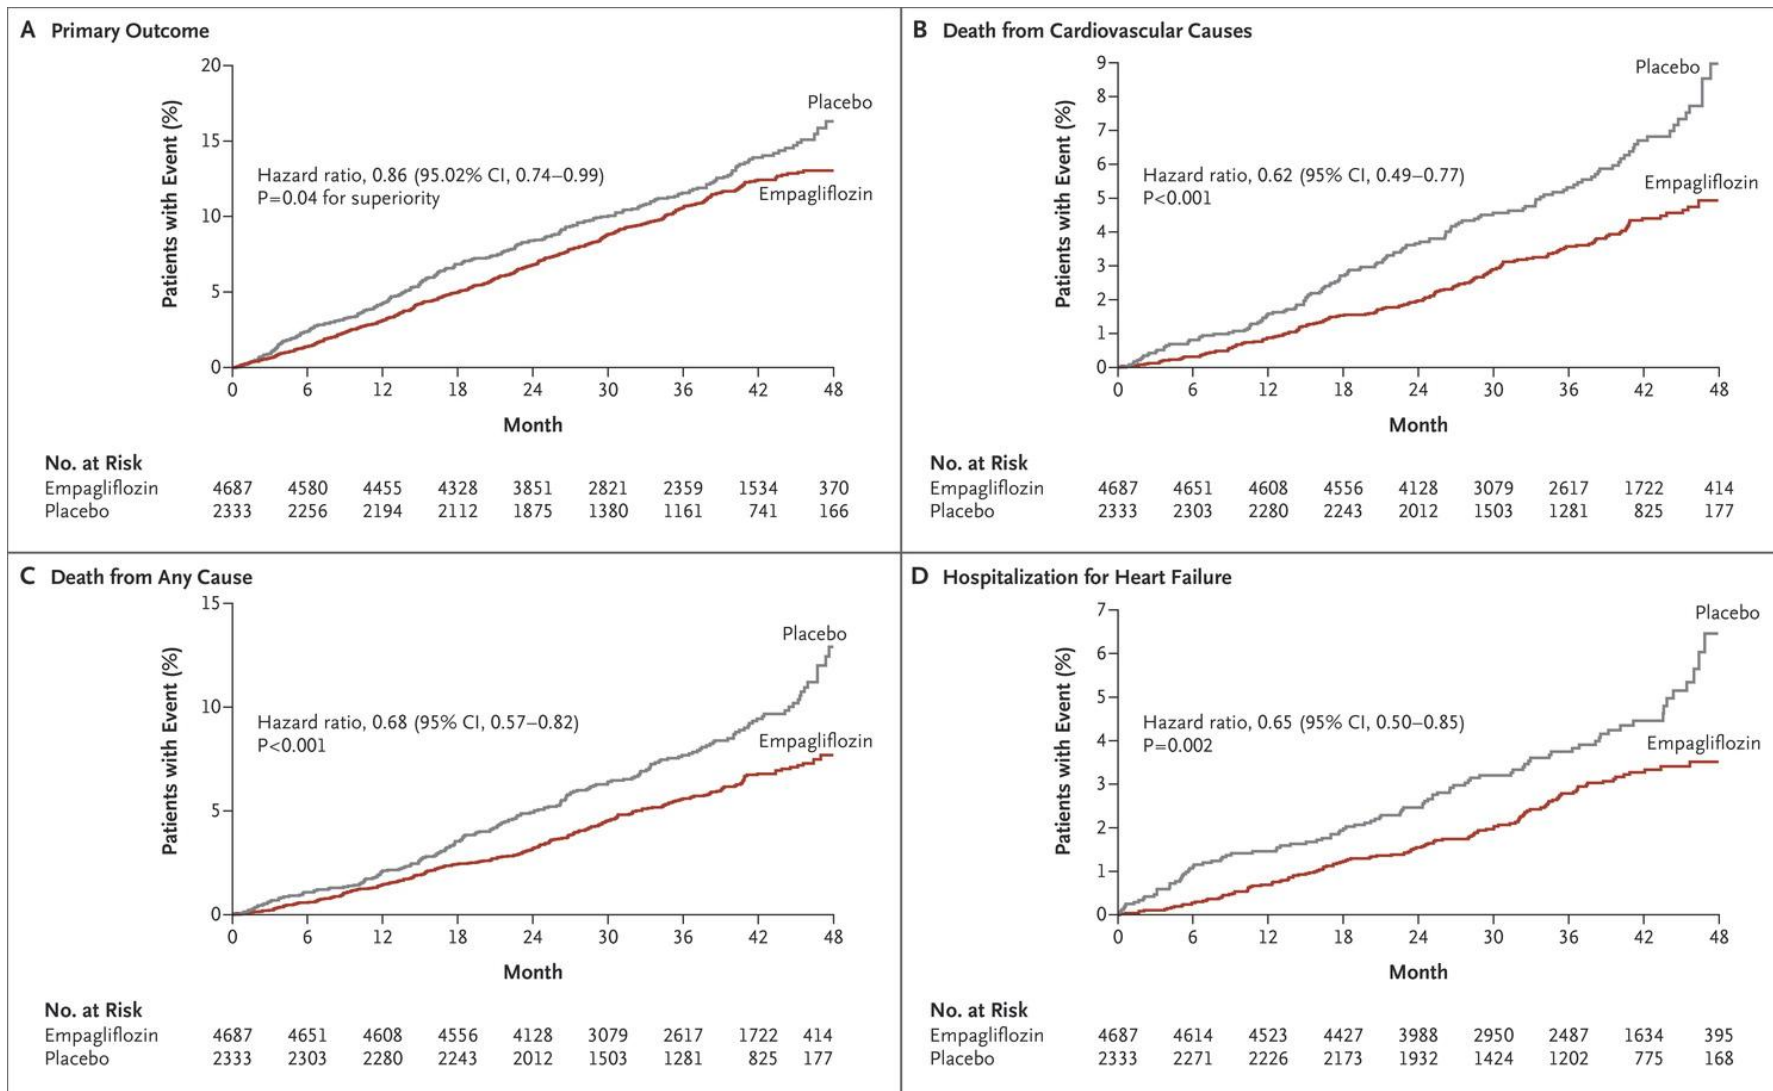 A Primary Outcome
20
15
10
5
0
Patients with Event (%)
Placebo
Hazard ratio, 0.86 (95.02% CI, 0.74–0.99)
P=0.04 for superiority
Empagliflozin
0 6 12 18 24 30 36 42 48
Month
No. at Risk
Empagliflozin 4687 4580 4455 4328 3851 2821 2359 1534 370
Placebo 2333 2256 2194 2112 1875 1380 1161 741 166
B Death from Cardiovascular Causes
9
8
7
6
5
4
3
2
1
0
Patients with Event (%)
Placebo
Hazard ratio, 0.62 (95% CI, 0.49–0.77)
P<0.001
Empagliflozin
0 6 12 18 24 30 36 42 48
Month
No. at Risk
Empagliflozin 4687 4651 4608 4556 4128 3079 2617 1722 414
Placebo 2333 2303 2280 2243 2012 1503 1281 825 177
C Death from Any Cause
15
10
5
0
Patients with Event (%)
Placebo
Hazard ratio, 0.68 (95% CI, 0.57–0.82)
P<0.001
Empagliflozin
0 6 12 18 24 30 36 42 48
Month
No. at Risk
Empagliflozin 4687 4651 4608 4556 4128 3079 2617 1722 414
Placebo 2333 2303 2280 2243 2012 1503 1281 825 177
D Hospitalization for Heart Failure
7
6
5
4
3
2
1
0
Patients with Event (%)
Placebo
Hazard ratio, 0.65 (95% CI, 0.50–0.85)
P=0.002
Empagliflozin
0 6 12 18 24 30 36 42 48
Month
No. at Risk
Empagliflozin 4687 4614 4523 4427 3988 2950 2487 1634 395
Placebo 2333 2271 2226 2173 1932 1424 1202 775 168